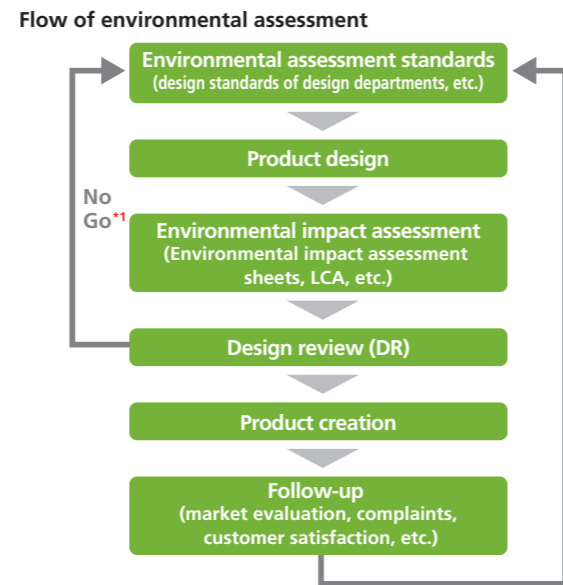 Flow of environmental assessment
Environmental assessment standards
(design standards of design departments, etc.)
Product design
No
Go*1
Environmental impact assessment
(Environmental impact assessment
sheets, LCA, etc.)
Design review (DR)
Product creation
Follow-up
(market evaluation, complaints,
customer satisfaction, etc.)